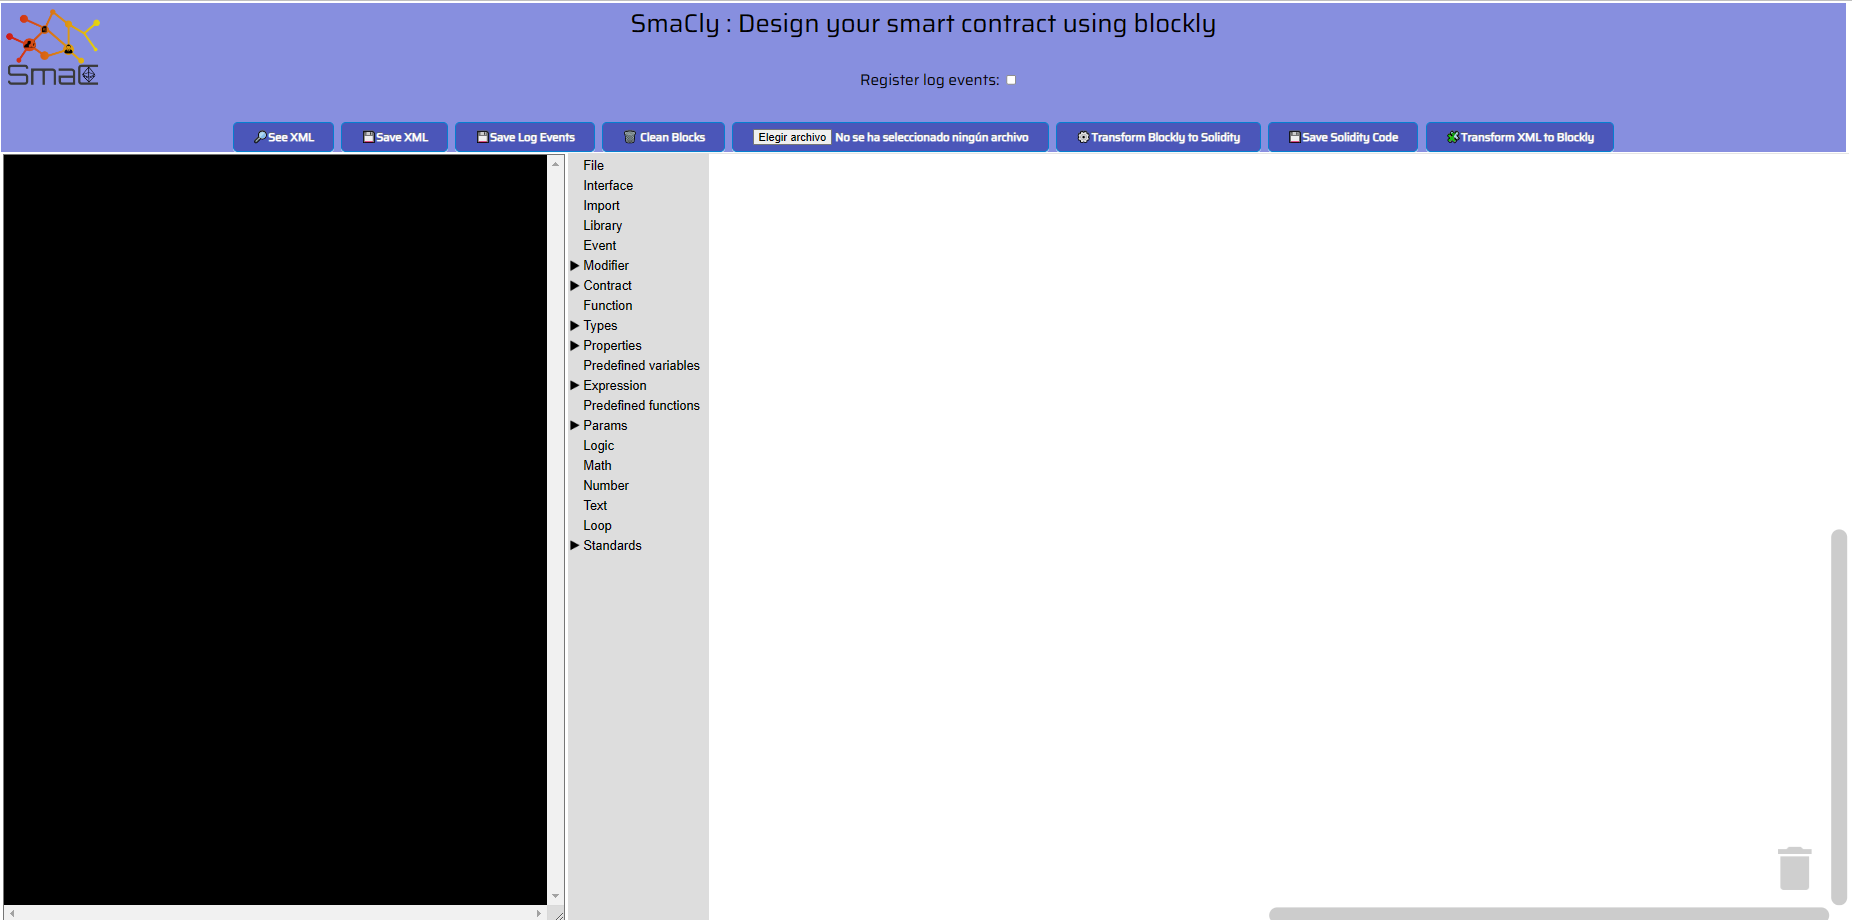 SmaCly : Design your smart contract using blockly
SmaC
Register log events:
See XML Save XML Save Log Events Clean Blocks Elegir archivo No se ha seleccionado ningún archivo Transform Blockly to Solidity Save Solidity Code Transform XML to Blockly
File
Interface
Import
Library
Event
Modifier
Contract
Function
Types
Properties
Predefined variables
Expression
Predefined functions
Params
Logic
Math
Number
Text
Loop
Standards